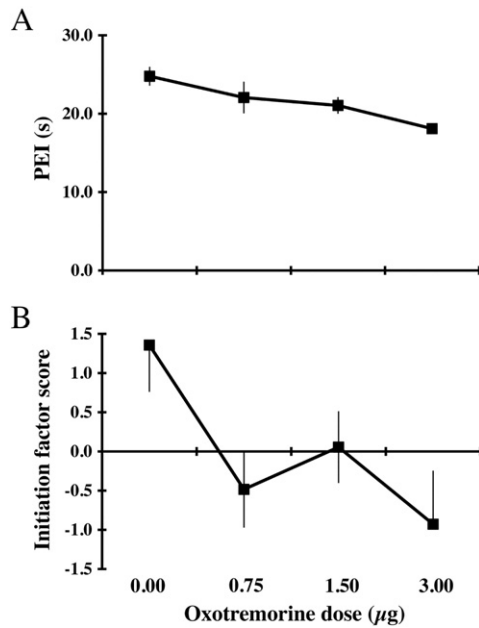 A
30.0
20.0
10.0
0.0
PEI (s)
B
1.5
1.0
0.5
0.0
-0.5
-1.0
-1.5
Initiation factor score
0.00 0.75 1.50 3.00
Oxotremorine dose (µg)